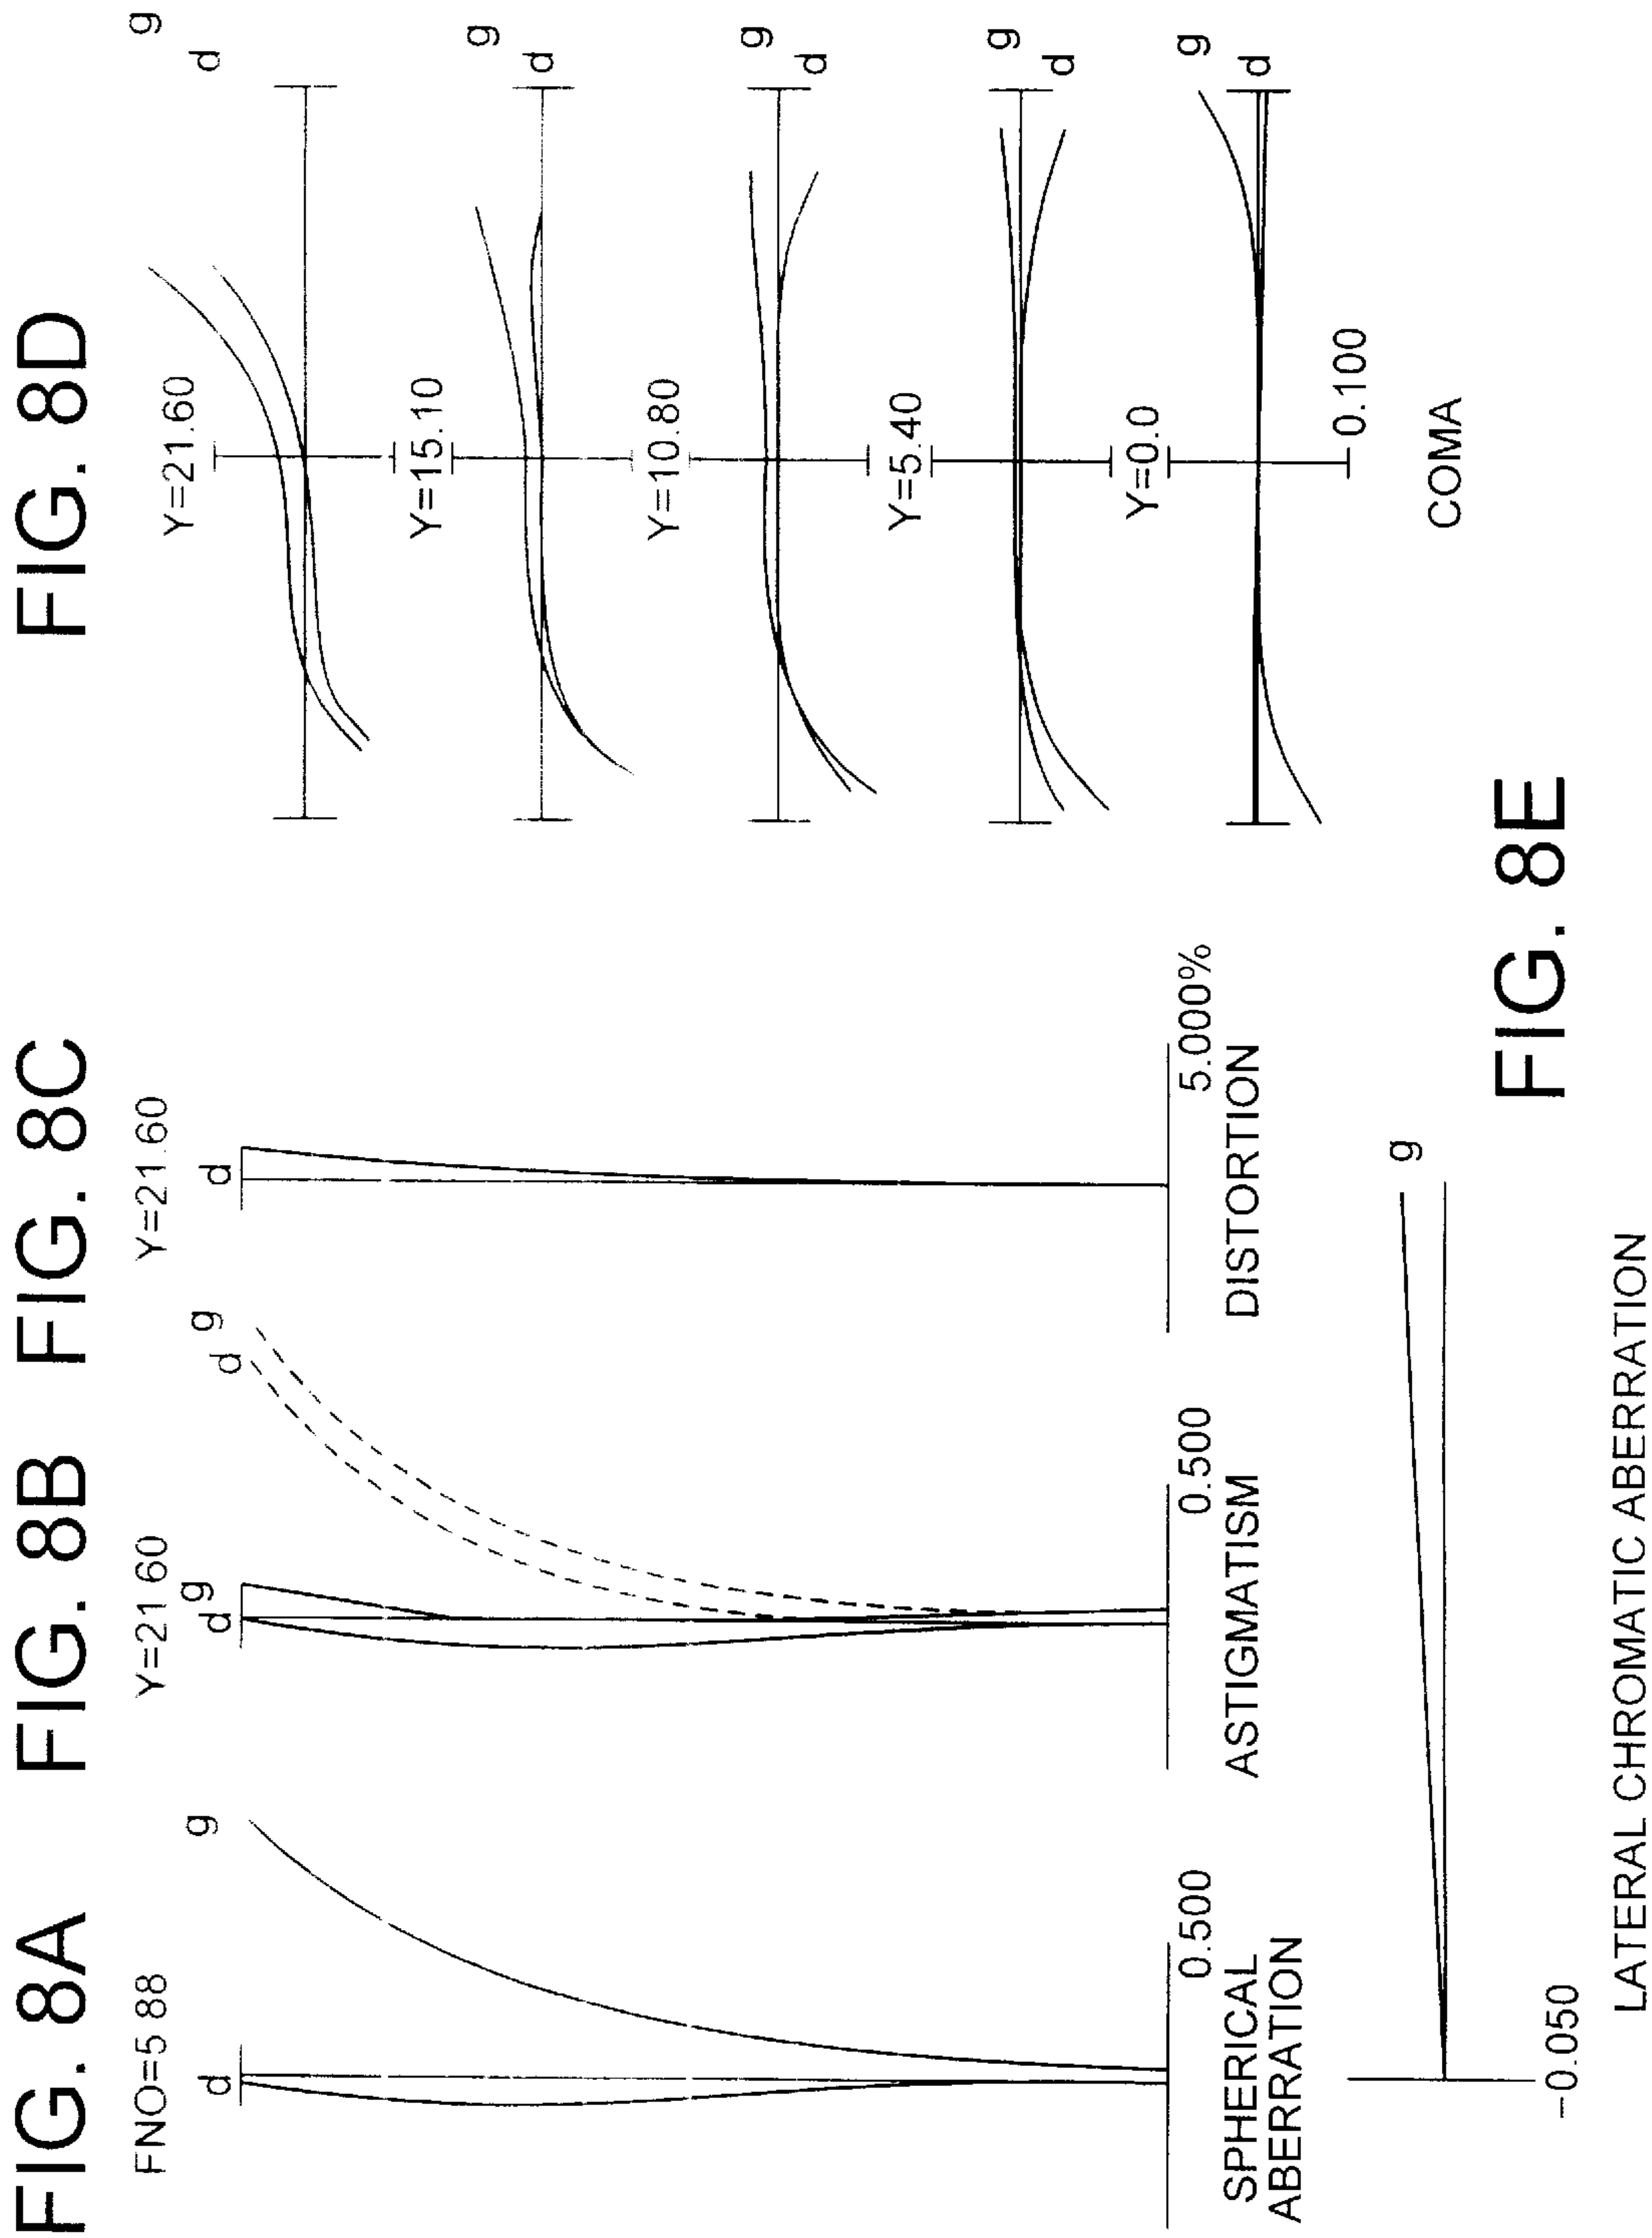 FIG. 8A
FNO=5 88
d
g
0.500
SPHERICAL
ABERRATION
FIG. 8B
Y=21 60
d
g
d
g
0.500
ASTIGMATISM
FIG. 8C
Y=21.60
d
5.000%
DISTORTION
FIG. 8D
Y=21.60
g
d
Y=15.10
g
d
Y=10.80
g
d
Y=5.40
g
d
Y=0.0
g
d
0.100
COMA
FIG. 8E
g
-0.050
LATERAL CHROMATIC ABERRATION